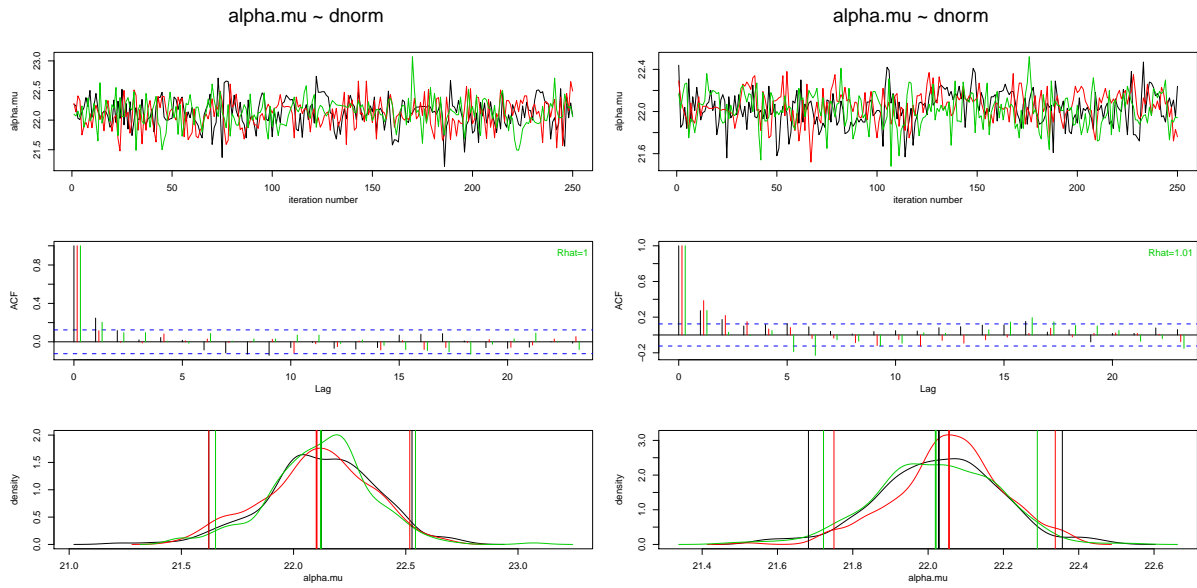 alpha.mu ~ dnorm
alpha.mu
21.5 22.0 22.5 23.0
0 50 100 150 200 250
iteration number
ACF
0.0 0.4 0.8
Rhat=1
0 5 10 15 20
Lag
density
0.0 0.5 1.0 1.5 2.0
21.0 21.5 22.0 22.5 23.0
alpha.mu
alpha.mu ~ dnorm
alpha.mu
21.6 22.0 22.4
0 50 100 150 200 250
iteration number
ACF
−0.2 0.2 0.6 1.0
Rhat=1.01
0 5 10 15 20
Lag
density
0.0 1.0 2.0 3.0
21.4 21.6 21.8 22.0 22.2 22.4 22.6
alpha.mu